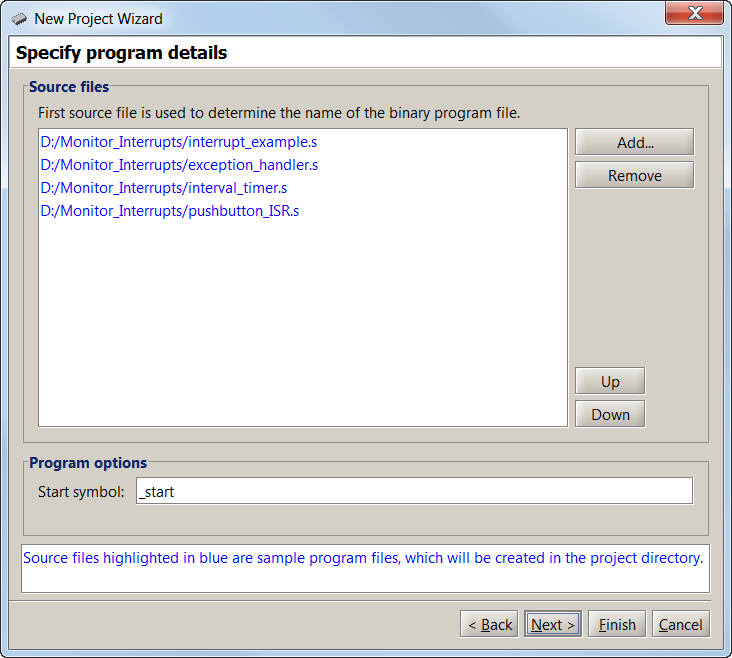 New Project Wizard
Specify program details
Source files
First source file is used to determine the name of the binary program file.
D:/Monitor_Interrupts/interrupt_example.s
D:/Monitor_Interrupts/exception_handler.s
D:/Monitor_Interrupts/interval_timer.s
D:/Monitor_Interrupts/pushbutton_ISR.s
Add...
Remove
Up
Down
Program options
Start symbol: _start
Source files highlighted in blue are sample program files, which will be created in the project directory.
< Back Next > Finish Cancel